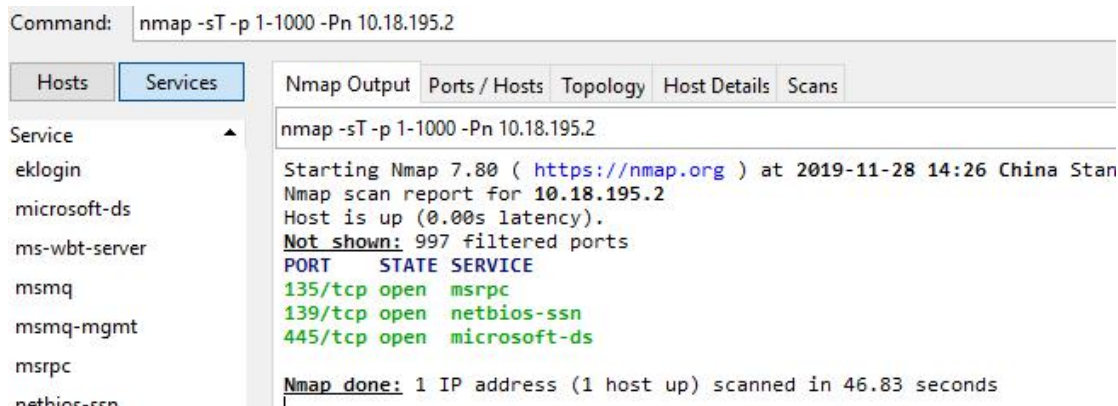 Command: nmap -sT -p 1-1000 -Pn 10.18.195.2
Hosts Services
Nmap Output Ports / Hosts Topology Host Details Scans
Service
eklogin
microsoft-ds
ms-wbt-server
msmq
msmq-mgmt
msrpc
netbios-ssn
nmap -sT -p 1-1000 -Pn 10.18.195.2
Starting Nmap 7.80 ( https://nmap.org ) at 2019-11-28 14:26 China Stan
Nmap scan report for 10.18.195.2
Host is up (0.00s latency).
Not shown: 997 filtered ports
PORT STATE SERVICE
135/tcp open msrpc
139/tcp open netbios-ssn
445/tcp open microsoft-ds
Nmap done: 1 IP address (1 host up) scanned in 46.83 seconds